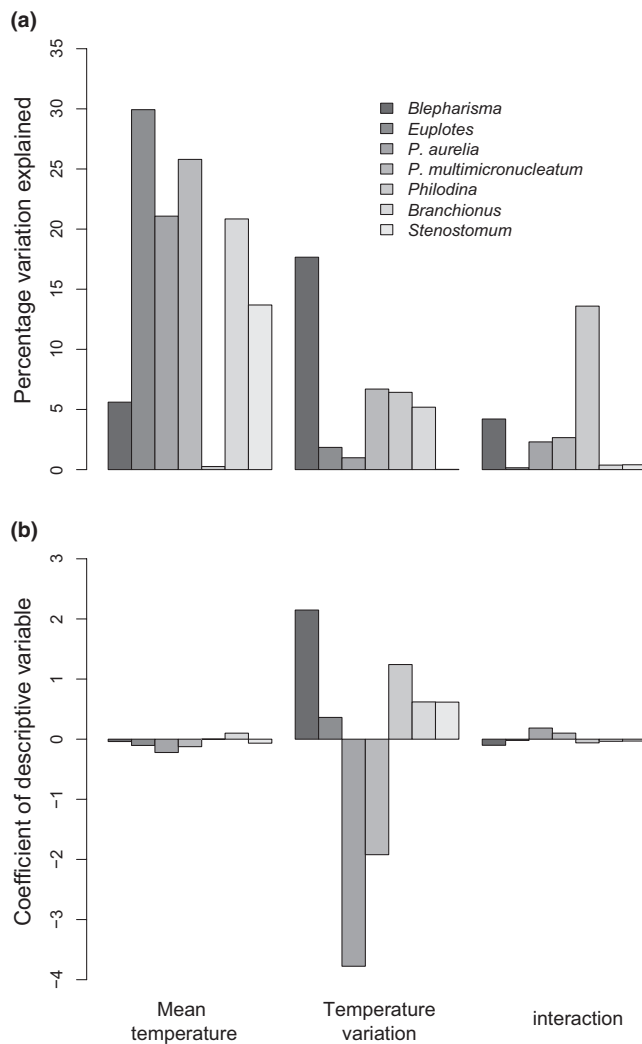 (a)
Percentage variation explained
35
30
25
20
15
10
5
0
Blepharisma
Euplotes
P. aurelia
P. multimicronucleatum
Philodina
Branchionus
Stenostomum
(b)
Coefficient of descriptive variable
3
2
1
0
−1
−2
−3
−4
Mean
temperature
Temperature
variation
interaction